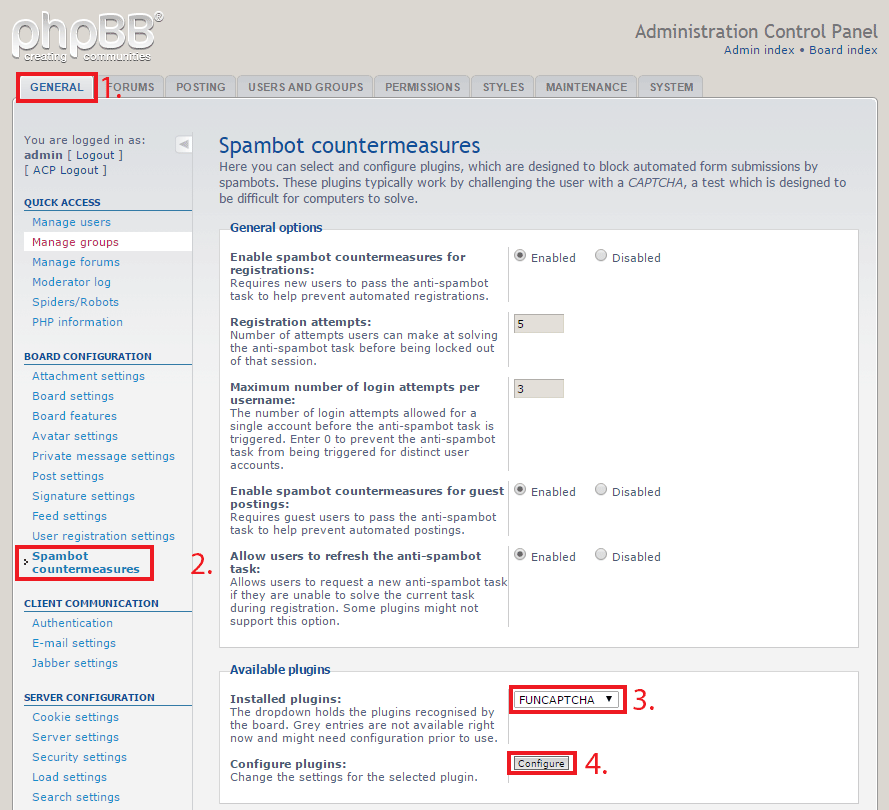 phpBB®
creating communities
Administration Control Panel
Admin index • Board index
GENERAL
1.
FORUMS
POSTING
USERS AND GROUPS
PERMISSIONS
STYLES
MAINTENANCE
SYSTEM
You are logged in as:
admin [ Logout ]
[ ACP Logout ]
QUICK ACCESS
Manage users
Manage groups
Manage forums
Moderator log
Spiders/Robots
PHP information
BOARD CONFIGURATION
Attachment settings
Board settings
Board features
Avatar settings
Private message settings
Post settings
Signature settings
Feed settings
User registration settings
Spambot
countermeasures
2.
CLIENT COMMUNICATION
Authentication
E-mail settings
Jabber settings
SERVER CONFIGURATION
Cookie settings
Server settings
Security settings
Load settings
Search settings
Spambot countermeasures
Here you can select and configure plugins, which are designed to block automated form submissions by
spambots. These plugins typically work by challenging the user with a CAPTCHA, a test which is designed to
be difficult for computers to solve.
General options
Enable spambot countermeasures for
registrations:
Requires new users to pass the anti-spambot
task to help prevent automated registrations.
Enabled Disabled
Registration attempts:
Number of attempts users can make at solving
the anti-spambot task before being locked out
of that session.
5
Maximum number of login attempts per
username:
The number of login attempts allowed for a
single account before the anti-spambot task is
triggered. Enter 0 to prevent the anti-spambot
task from being triggered for distinct user
accounts.
3
Enable spambot countermeasures for guest
postings:
Requires guest users to pass the anti-spambot
task to help prevent automated postings.
Enabled Disabled
Allow users to refresh the anti-spambot
task:
Allows users to request a new anti-spambot task
if they are unable to solve the current task
during registration. Some plugins might not
support this option.
Enabled Disabled
Available plugins
Installed plugins:
The dropdown holds the plugins recognised by
the board. Grey entries are not available right
now and might need configuration prior to use.
FUNCAPTCHA
3.
Configure plugins:
Change the settings for the selected plugin.
Configure
4.